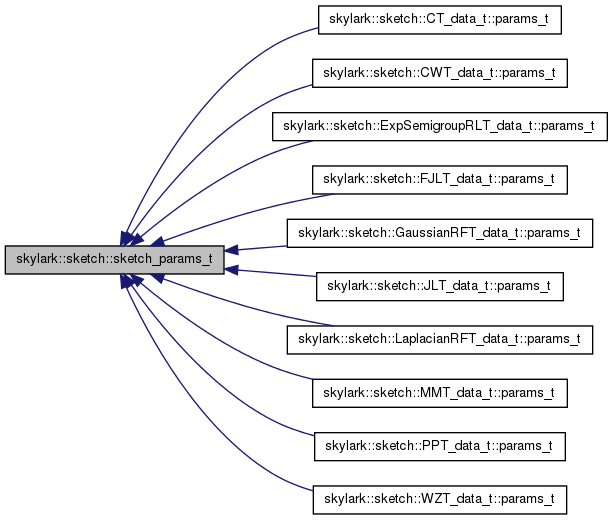 skylark::sketch::CT_data_t::params_t
skylark::sketch::CWT_data_t::params_t
skylark::sketch::ExpSemigroupRLT_data_t::params_t
skylark::sketch::FJLT_data_t::params_t
skylark::sketch::GaussianRFT_data_t::params_t
skylark::sketch::sketch_params_t
skylark::sketch::JLT_data_t::params_t
skylark::sketch::LaplacianRFT_data_t::params_t
skylark::sketch::MMT_data_t::params_t
skylark::sketch::PPT_data_t::params_t
skylark::sketch::WZT_data_t::params_t